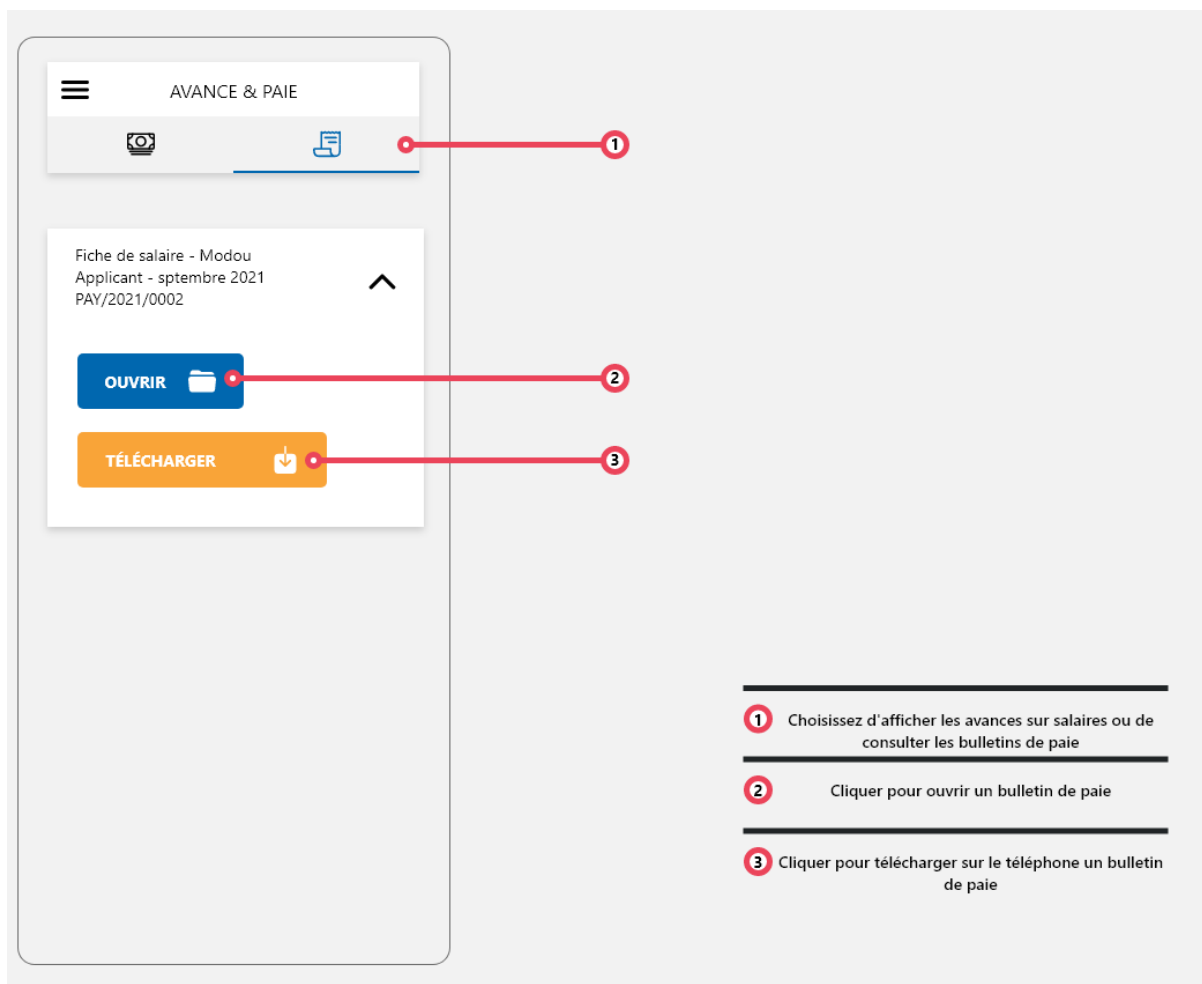 AVANCE & PAIE
1
Fiche de salaire - Modou
Applicant - sptembre 2021
PAY/2021/0002
OUVRIR
2
TÉLÉCHARGER
3
1 Choisissez d'afficher les avances sur salaires ou de
consulter les bulletins de paie
2 Cliquer pour ouvrir un bulletin de paie
3 Cliquer pour télécharger sur le téléphone un bulletin
de paie